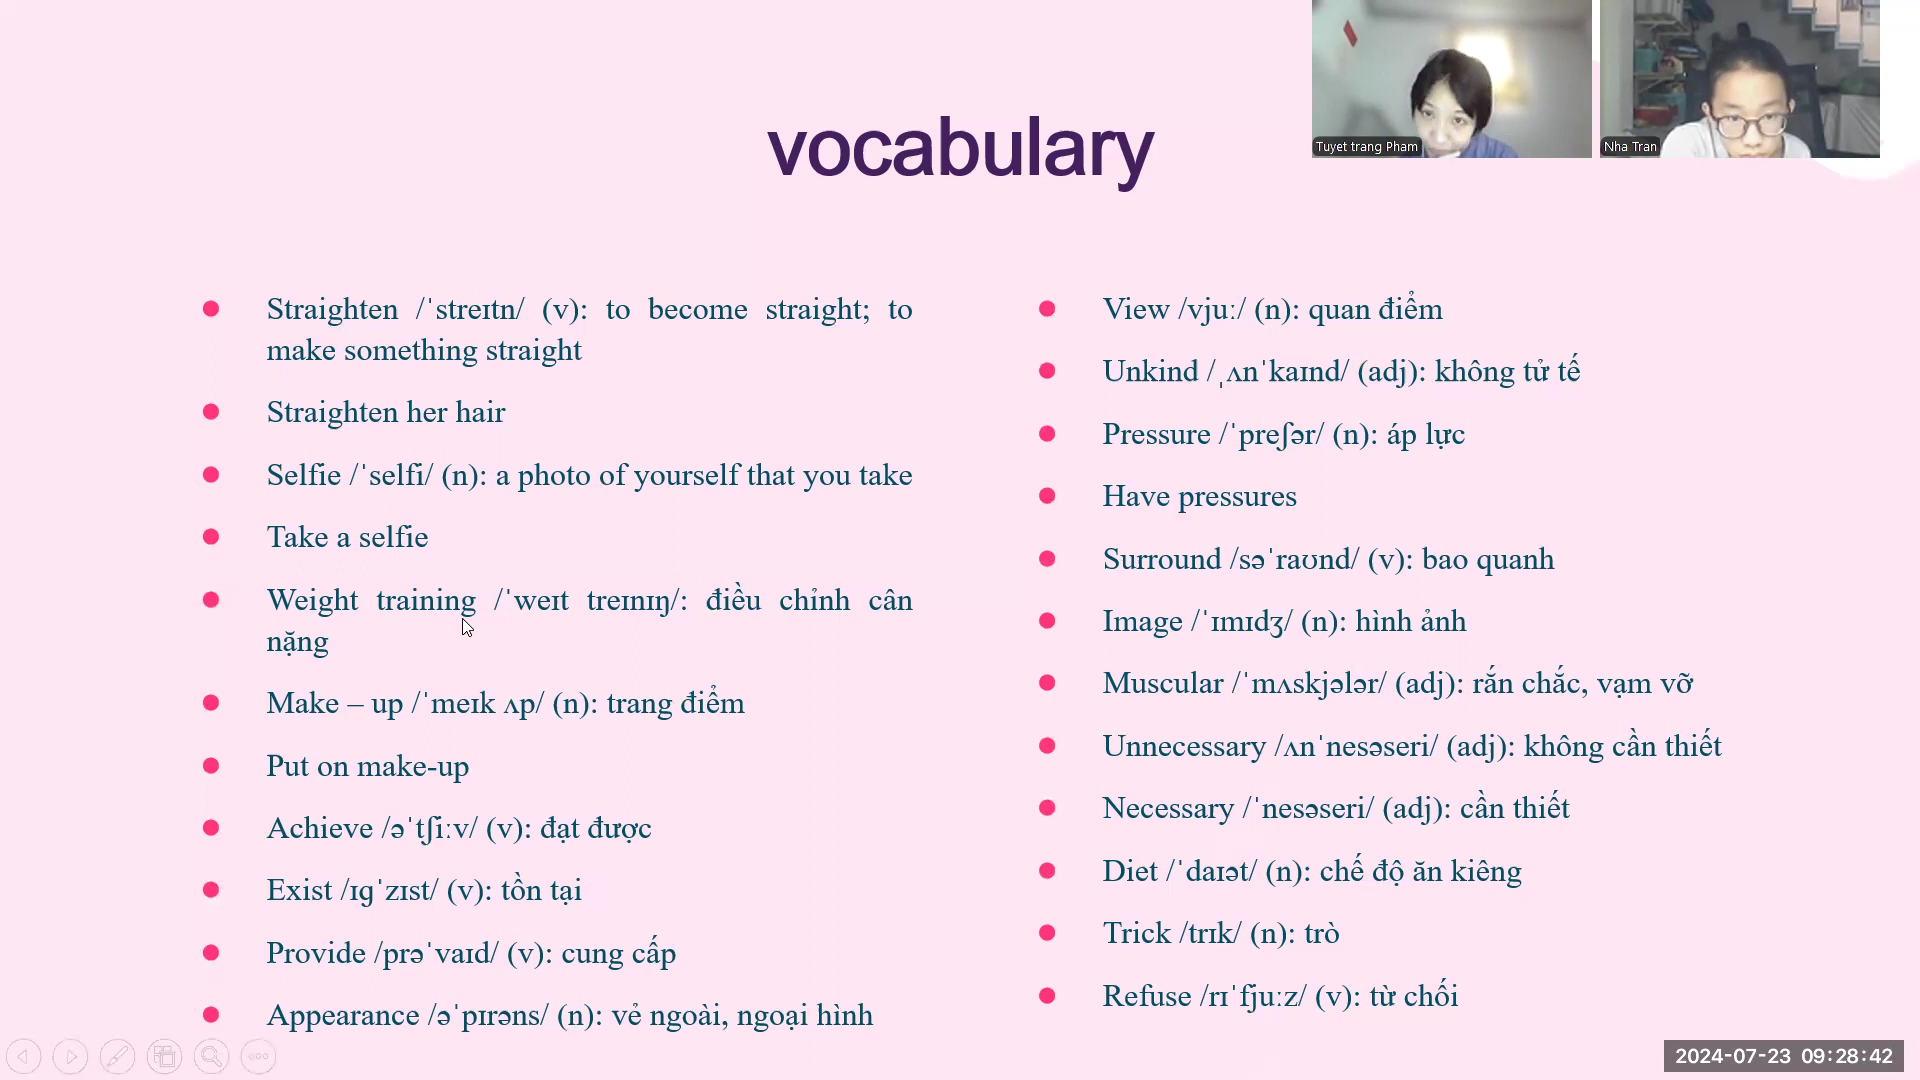 Tuyet trang Pham
Nha Tran
vocabulary
Straighten /ˈstreɪtn/ (v): to become straight; to
make something straight
Straighten her hair
Selfie /ˈselfi/ (n): a photo of yourself that you take
Take a selfie
Weight training /ˈweɪt treɪnɪŋ/: điều chỉnh cân
nặng
Make – up /ˈmeɪk ʌp/ (n): trang điểm
Put on make-up
Achieve /əˈtʃiːv/ (v): đạt được
Exist /ɪɡˈzɪst/ (v): tồn tại
Provide /prəˈvaɪd/ (v): cung cấp
Appearance /əˈpɪrəns/ (n): vẻ ngoài, ngoại hình
View /vjuː/ (n): quan điểm
Unkind /ˌʌnˈkaɪnd/ (adj): không tử tế
Pressure /ˈpreʃər/ (n): áp lực
Have pressures
Surround /səˈraʊnd/ (v): bao quanh
Image /ˈɪmɪdʒ/ (n): hình ảnh
Muscular /ˈmʌskjələr/ (adj): rắn chắc, vạm vỡ
Unnecessary /ʌnˈnesəseri/ (adj): không cần thiết
Necessary /ˈnesəseri/ (adj): cần thiết
Diet /ˈdaɪət/ (n): chế độ ăn kiêng
Trick /trɪk/ (n): trò
Refuse /rɪˈfjuːz/ (v): từ chối
2024-07-23 09:28:42